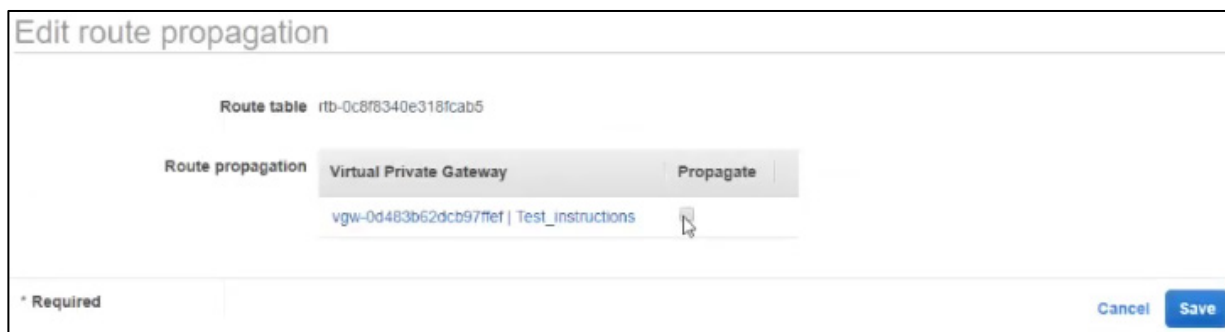 Edit route propagation
Route table rtb-0c8f8340e318fcab5
Route propagation Virtual Private Gateway Propagate
vgw-0d483b62dcb97ffef | Test_instructions
* Required Cancel Save